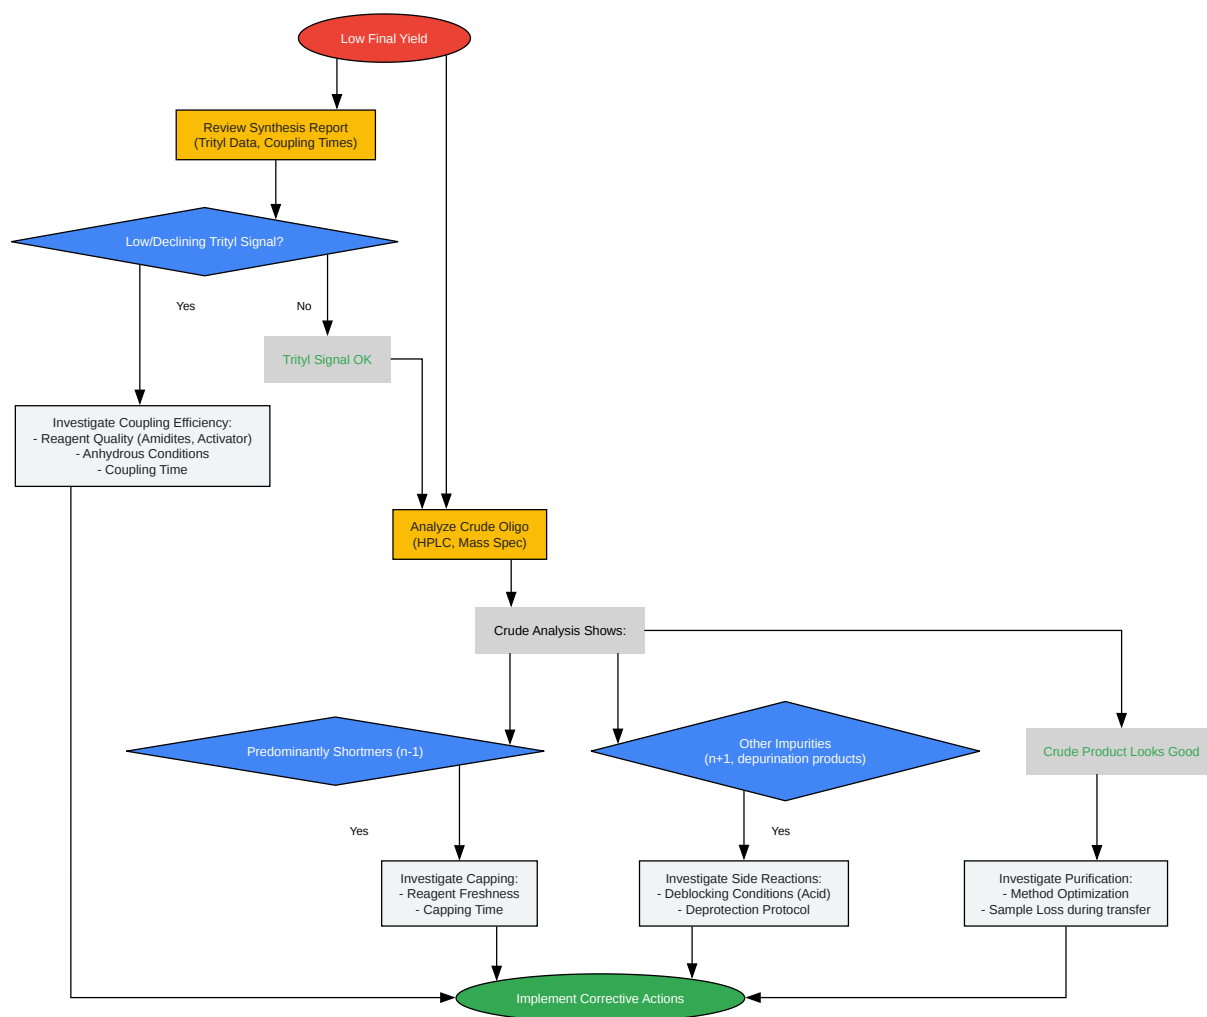 Low Final Yield
Review Synthesis Report
(Trityl Data, Coupling Times)
Low/Declining Trityl Signal?
Yes
No
Trityl Signal OK
Investigate Coupling Efficiency:
- Reagent Quality (Amidites, Activator)
- Anhydrous Conditions
- Coupling Time
Analyze Crude Oligo
(HPLC, Mass Spec)
Crude Analysis Shows:
Predominantly Shortmers (n-1)
Other Impurities
(n+1, depurination products)
Crude Product Looks Good
Yes
Yes
Investigate Capping:
- Reagent Freshness
- Capping Time
Investigate Side Reactions:
- Deblocking Conditions (Acid)
- Deprotection Protocol
Investigate Purification:
- Method Optimization
- Sample Loss during transfer
Implement Corrective Actions